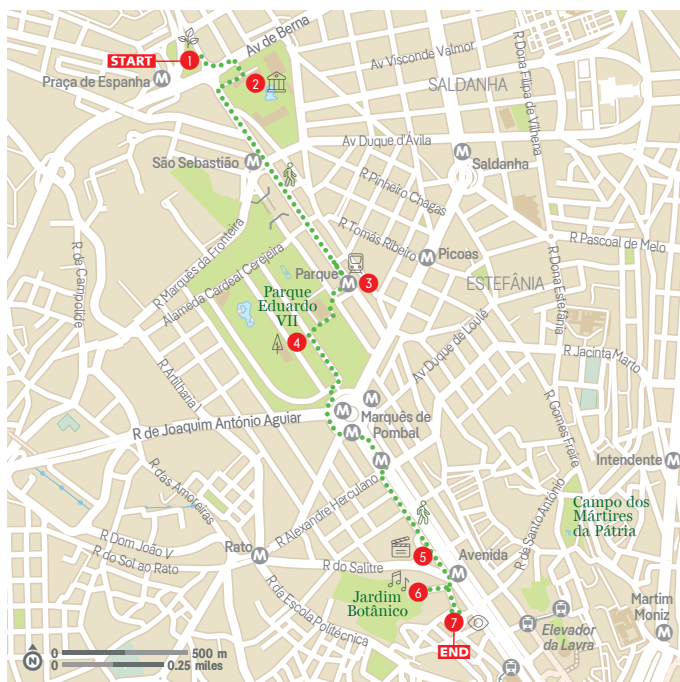 START
1
Av de Berna
Praça de Espanha
M
2
Av Visconde Valmor
R Dona Filipa de Vilhena
SALDANHA
Av Duque d'Ávila
São Sebastião
M
M
Saldanha
R Pinheiro Chagas
R Marquês da Fronteira
Alameda Cardeal Cerejeira
R Tomás Ribeiro
M
Picoas
R Pascoal de Melo
R da Campolide
Parque
M
3
ESTEFÂNIA
R Dona Estefânia
Parque
Eduardo
VII
4
Av Duque de Loulé
R Jacinta Marto
R Artilharia I
M
M
M
Marquês de
Pombal
R de Joaquim António Aguiar
R Gomes Freire
M
Intendente
M
R das Amoreiras
R Alexandre Herculano
R de Santo António
Campo dos
Mártires
da Pátria
R Dom João V
R do Sol ao Rato
Rato
M
5
Avenida
M
R do Salitre
6
Jardim
Botânico
R da Escola Politécnica
7
END
Martim
Moniz
M
Elevador
da Lavra
N
0
500 m
0
0.25 miles